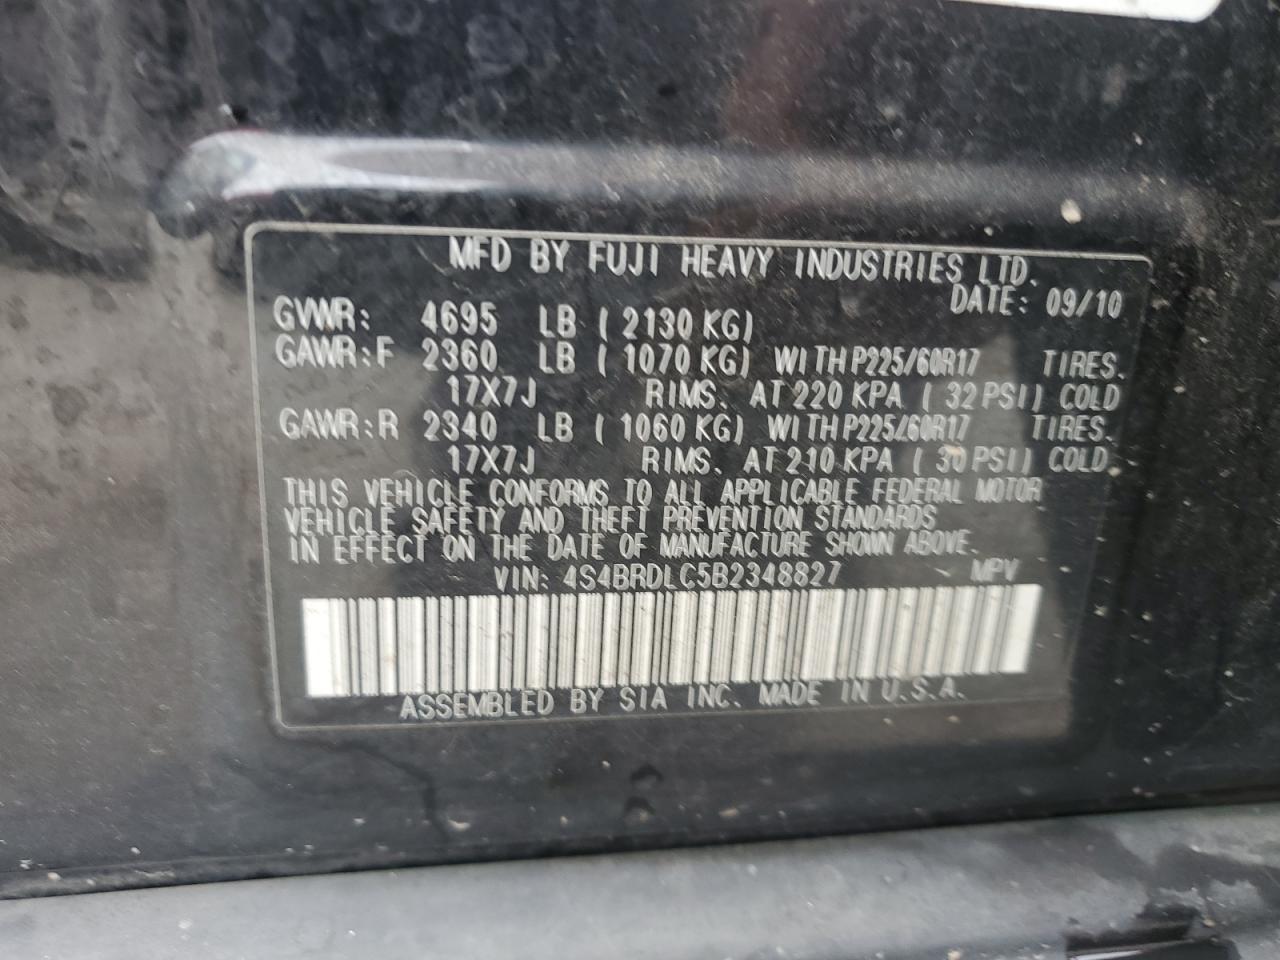 MFD BY FUJI HEAVY INDUSTRIES LTD.
DATE: 09/10
GVWR: 4695 LB ( 2130 KG)
GAWR:F 2360 LB ( 1070 KG) WITH P225/60R17 TIRES.
17X7J RIMS. AT 220 KPA ( 32 PSI) COLD
GAWR:R 2340 LB ( 1060 KG) WITH P225/60R17 TIRES.
17X7J RIMS. AT 210 KPA ( 30 PSI) COLD
THIS VEHICLE CONFORMS TO ALL APPLICABLE FEDERAL MOTOR
VEHICLE SAFETY AND THEFT PREVENTION STANDARDS
IN EFFECT ON THE DATE OF MANUFACTURE SHOWN ABOVE.
VIN: 4S4BRDLC5B2348827 MPV
ASSEMBLED BY SIA INC. MADE IN U.S.A.